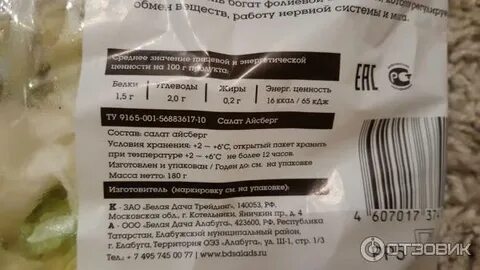 богат фолиевой
обмен веществ, работу нервной системы и
Среднее значение пищевой и энергетической
ценности на 100 г продукта:
Белки Углеводы Жиры Энерг. ценность
1,5 г 2,0 г 0,2 г 16 ккал / 65 кДж
EAC
РС
ТУ 9165-001-56883617-10 Салат Айсберг
Состав: салат айсберг
Условия хранения: +2 – +6°С, открытый пакет хранить
при температуре +2 – +6°С не более 12 часов.
Изготовлен и упакован / Годен до: см. на упаковке
Масса нетто: 180 г
Изготовитель (маркировку см на упаковке):
К - ЗАО "Белая Дача Трейдинг", 140053, РФ,
Московская обл., г. Котельники, Яничкин пр., д. 4
А - ООО "Белая Дача Алабуга", 423600, РФ, Республика
Татарстан, Елабужский муниципальный район,
г. Елабуга, Территория ОЭЗ „Алабуга", ул. Ш-1, стр. 1/3
Тел.: + 7 495 745 00 77 / www.bdsalads.ru
4 607017 37
PP5
ОТЗОВИК